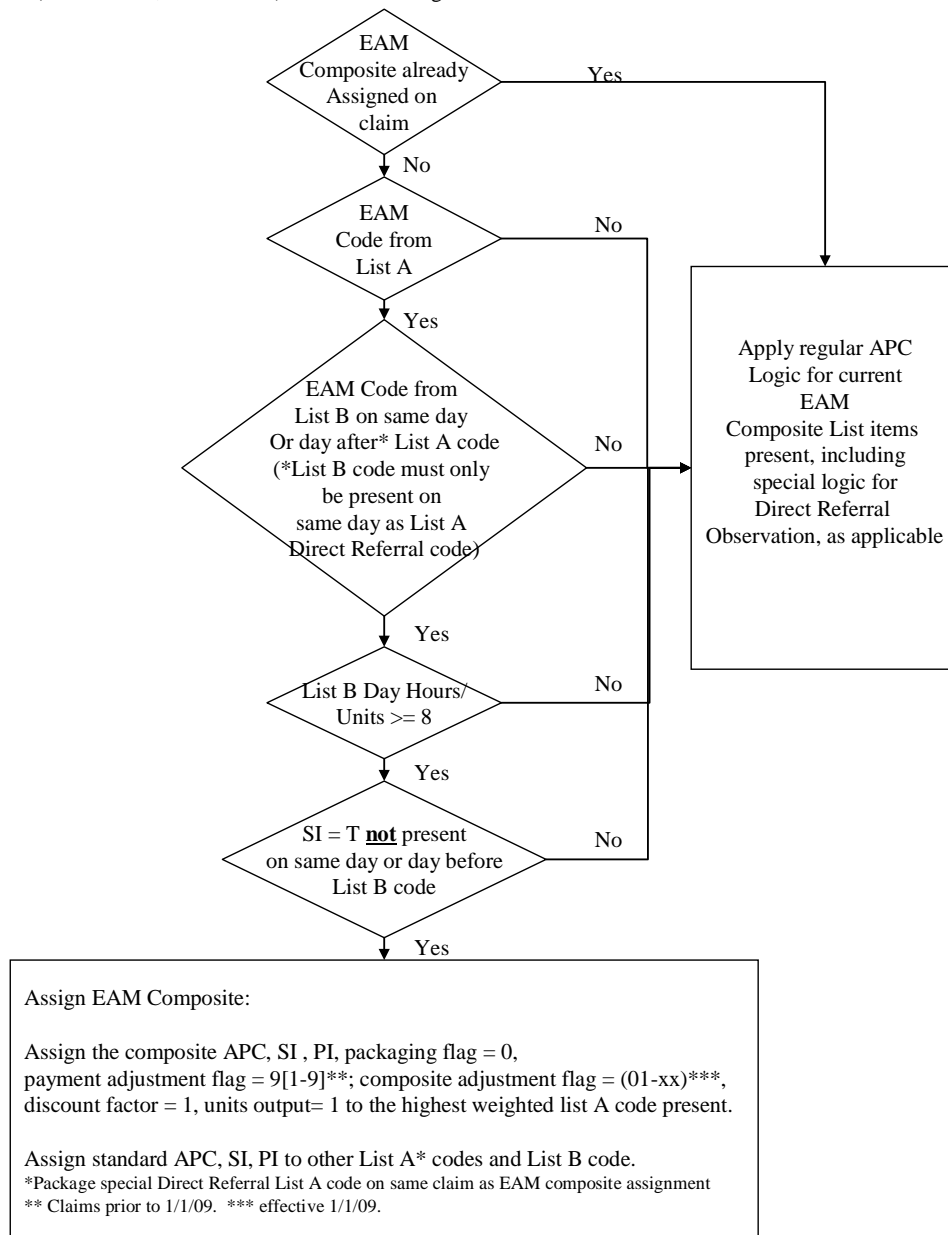 EAM
Composite already
Assigned on
claim
Yes
No
EAM
Code from
List A
No
Yes
EAM Code from
List B on same day
Or day after* List A code
(*List B code must only
be present on
same day as List A
Direct Referral code)
No
Apply regular APC
Logic for current
EAM
Composite List items
present, including
special logic for
Direct Referral
Observation, as applicable
Yes
List B Day Hours/
Units >= 8
No
Yes
SI = T not present
on same day or day before
List B code
No
Yes
Assign EAM Composite:
Assign the composite APC, SI , PI, packaging flag = 0,
payment adjustment flag = 9[1-9]**; composite adjustment flag = (01-xx)***,
discount factor = 1, units output= 1 to the highest weighted list A code present.
Assign standard APC, SI, PI to other List A* codes and List B code.
*Package special Direct Referral List A code on same claim as EAM composite assignment
** Claims prior to 1/1/09.  *** effective 1/1/09.